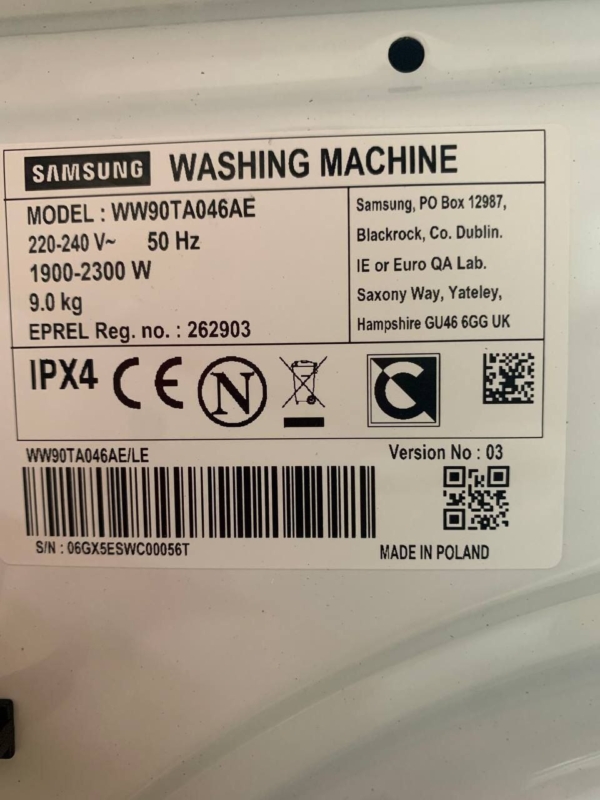 SAMSUNG WASHING MACHINE
MODEL : WW90TA046AE
220-240 V~ 50 Hz
1900-2300 W
9.0 kg
EPREL Reg. no. : 262903
Samsung, PO Box 12987,
Blackrock, Co. Dublin.
IE or Euro QA Lab.
Saxony Way, Yateley,
Hampshire GU46 6GG UK
IPX4 CE N C
WW90TA046AE/LE
Version No : 03
S/N : 06GX5ESWC00056T
MADE IN POLAND